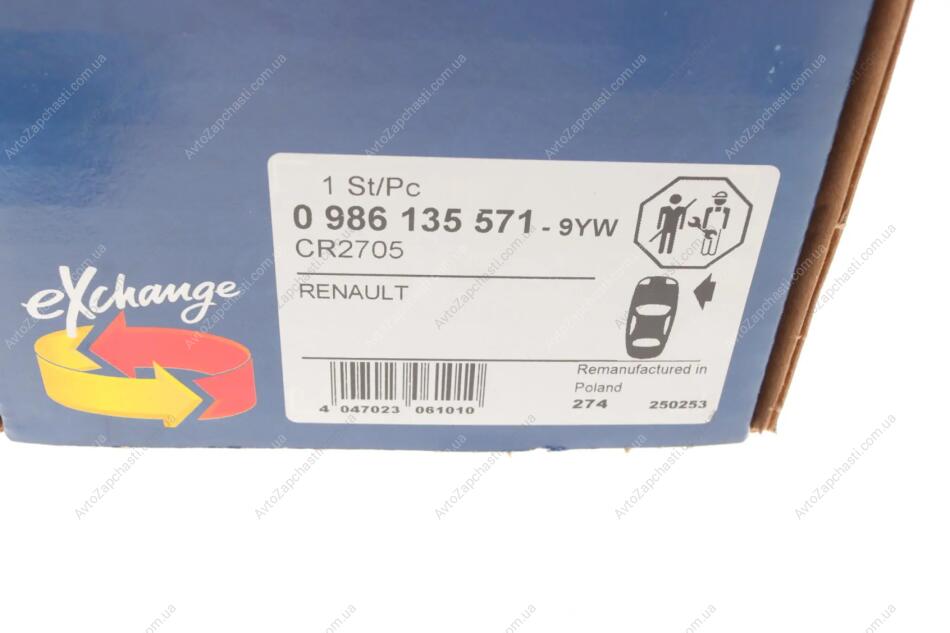 1 St/Pc
0 986 135 571 - 9YW
CR2705
RENAULT
eXchange
Remanufactured in
Poland
274 250253
4 047023 061010
AvtoZapchasti.com.ua